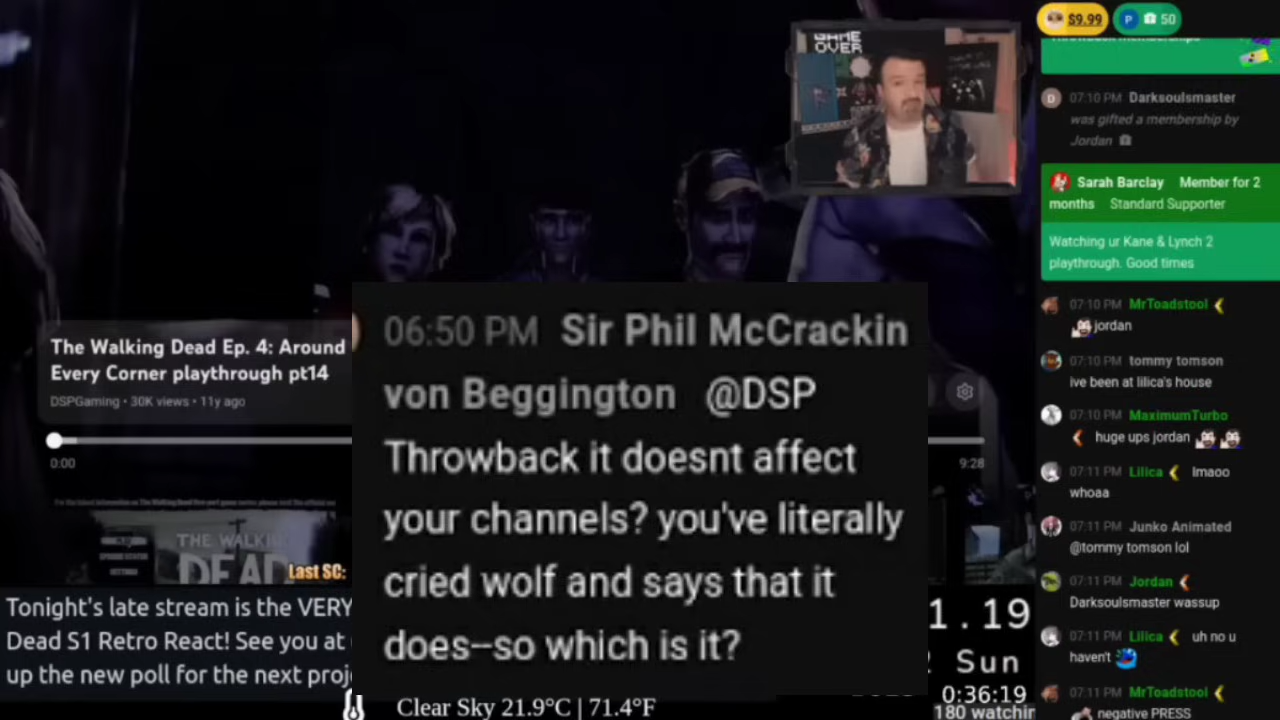 GAME
OVER
$9.99
P 50
D 07:10 PM Darksoulsmaster
was gifted a membership by
Jordan
Sarah Barclay Member for 2
months Standard Supporter
Watching ur Kane & Lynch 2
playthrough. Good times
07:10 PM MrToadstool
jordan
07:10 PM tommy tomson
ive been at lilica's house
07:10 PM MaximumTurbo
huge ups jordan
07:11 PM Lilica lmaoo
whoaa
07:11 PM Junko Animated
@tommy tomson lol
07:11 PM Jordan
Darksoulsmaster wassup
07:11 PM Lilica uh no u
haven't
07:11 PM MrToadstool
negative PRESS
The Walking Dead Ep. 4: Around
Every Corner playthrough pt14
DSPGaming • 30K views • 11y ago
0:00
9:28
06:50 PM Sir Phil McCrackin
von Beggington @DSP
Throwback it doesnt affect
your channels? you've literally
cried wolf and says that it
does--so which is it?
THE WALKI
DEAD
Last SC:
Tonight's late stream is the VERY
Dead S1 Retro React! See you at
up the new poll for the next proj
1.19
Sun
0:36:19
180 watchin
Clear Sky 21.9°C | 71.4°F